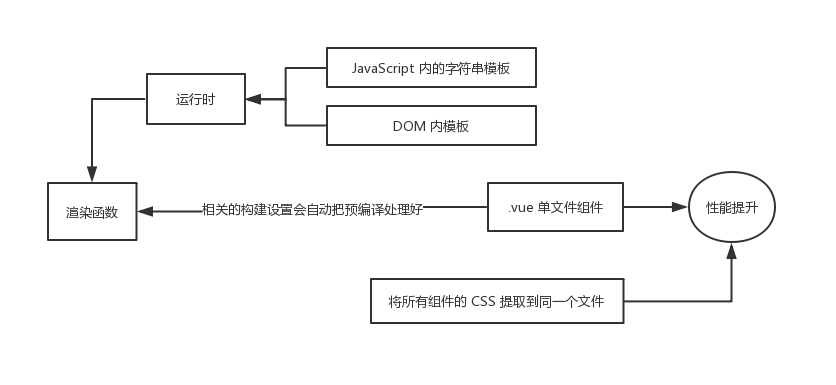 JavaScript 内的字符串模板
运行时
DOM 内模板
渲染函数
相关的构建设置会自动把预编译处理好
.vue 单文件组件
性能提升
将所有组件的 CSS 提取到同一个文件